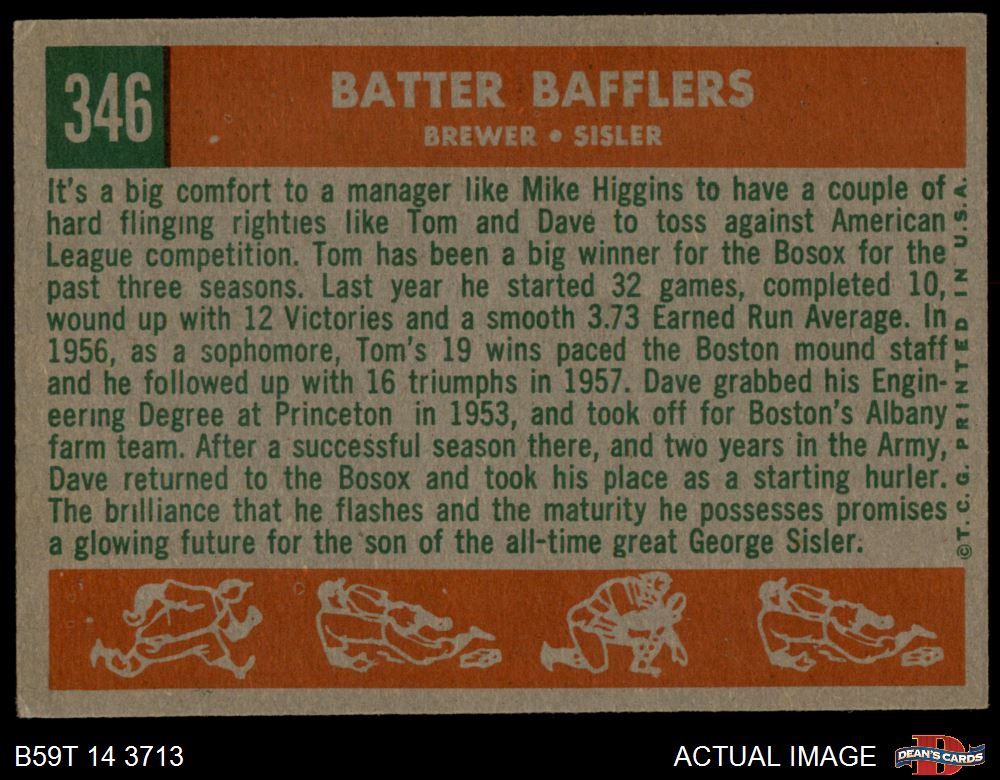 346
BATTER BAFFLERS
BREWER • SISLER
It's a big comfort to a manager like Mike Higgins to have a couple of
hard flinging righties like Tom and Dave to toss against American
League competition. Tom has been a big winner for the Bosox for the
past three seasons. Last year he started 32 games, completed 10,
wound up with 12 Victories and a smooth 3.73 Earned Run Average. In
1956, as a sophomore, Tom's 19 wins paced the Boston mound staff
and he followed up with 16 triumphs in 1957. Dave grabbed his Engin-
eering Degree at Princeton in 1953, and took off for Boston's Albany
farm team. After a successful season there, and two years in the Army,
Dave returned to the Bosox and took his place as a starting hurler.
The brilliance that he flashes and the maturity he possesses promises
a glowing future for the son of the all-time great George Sisler.
©T.C.G. PRINTED IN U.S.A.
B59T 14 3713
ACTUAL IMAGE
D
DEAN'S CARDS